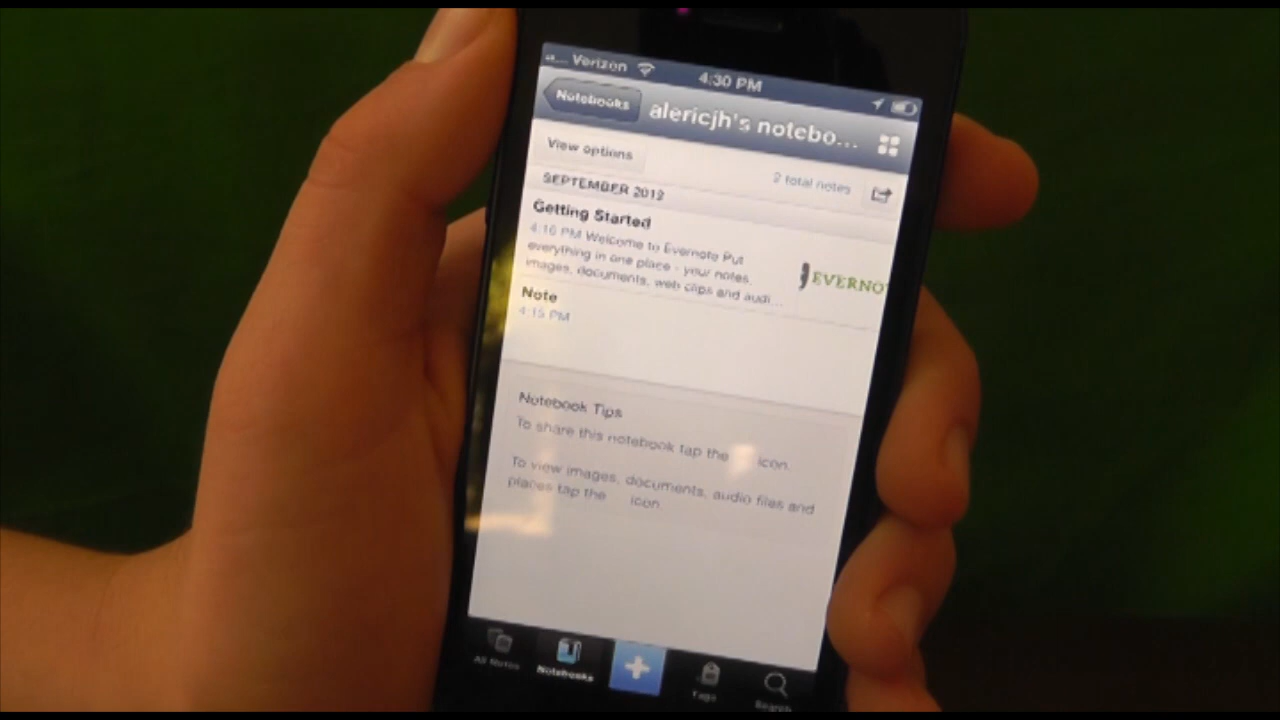 Verizon
4:30 PM
Notebooks
alericjh's notebo...
View options
2 total notes
SEPTEMBER 2012
Getting Started
4:16 PM Welcome to Evernote Put
everything in one place - your notes,
images, documents, web clips and audi...
EVERNO
Note
4:15 PM
Notebook Tips
To share this notebook tap the icon.
To view images, documents, audio files and
places tap the icon
All Notes
Notebooks
Tags
Search